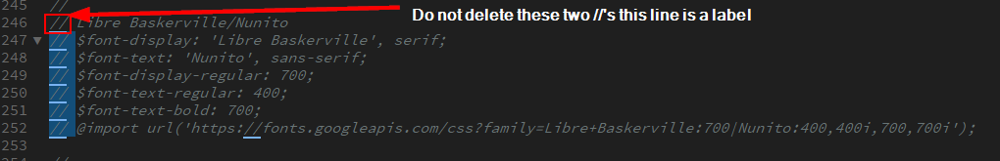 245 //
Do not delete these two //'s this line is a label
246 // Libre Baskerville/Nunito
247 // $font-display: 'Libre Baskerville', serif;
248 // $font-text: 'Nunito', sans-serif;
249 // $font-display-regular: 700;
250 // $font-text-regular: 400;
251 // $font-text-bold: 700;
252 // @import url('https://fonts.googleapis.com/css?family=Libre+Baskerville:700|Nunito:400,400i,700,700i');
253
254 //